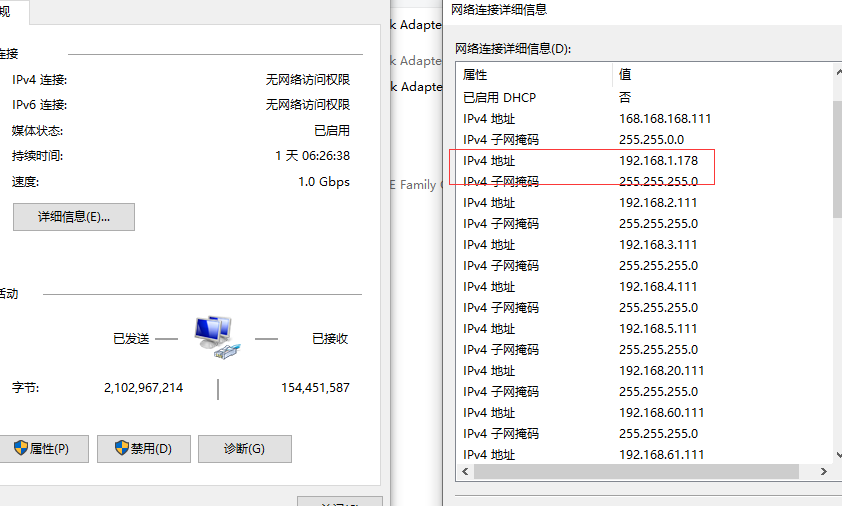 规
连接
IPv4 连接: 无网络访问权限
IPv6 连接: 无网络访问权限
媒体状态: 已启用
持续时间: 1 天 06:26:38
速度: 1.0 Gbps
详细信息(E)...
活动
已发送 已接收
字节: 2,102,967,214 154,451,587
属性(P) 禁用(D) 诊断(G)
k Adapte
k Adapte
k Adapte
E Family
网络连接详细信息
网络连接详细信息(D):
属性 值
已启用 DHCP 否
IPv4 地址 168.168.168.111
IPv4 子网掩码 255.255.0.0
IPv4 地址 192.168.1.178
IPv4 子网掩码 255.255.255.0
IPv4 地址 192.168.2.111
IPv4 子网掩码 255.255.255.0
IPv4 地址 192.168.3.111
IPv4 子网掩码 255.255.255.0
IPv4 地址 192.168.4.111
IPv4 子网掩码 255.255.255.0
IPv4 地址 192.168.5.111
IPv4 子网掩码 255.255.255.0
IPv4 地址 192.168.20.111
IPv4 子网掩码 255.255.255.0
IPv4 地址 192.168.60.111
IPv4 子网掩码 255.255.255.0
IPv4 地址 192.168.61.111